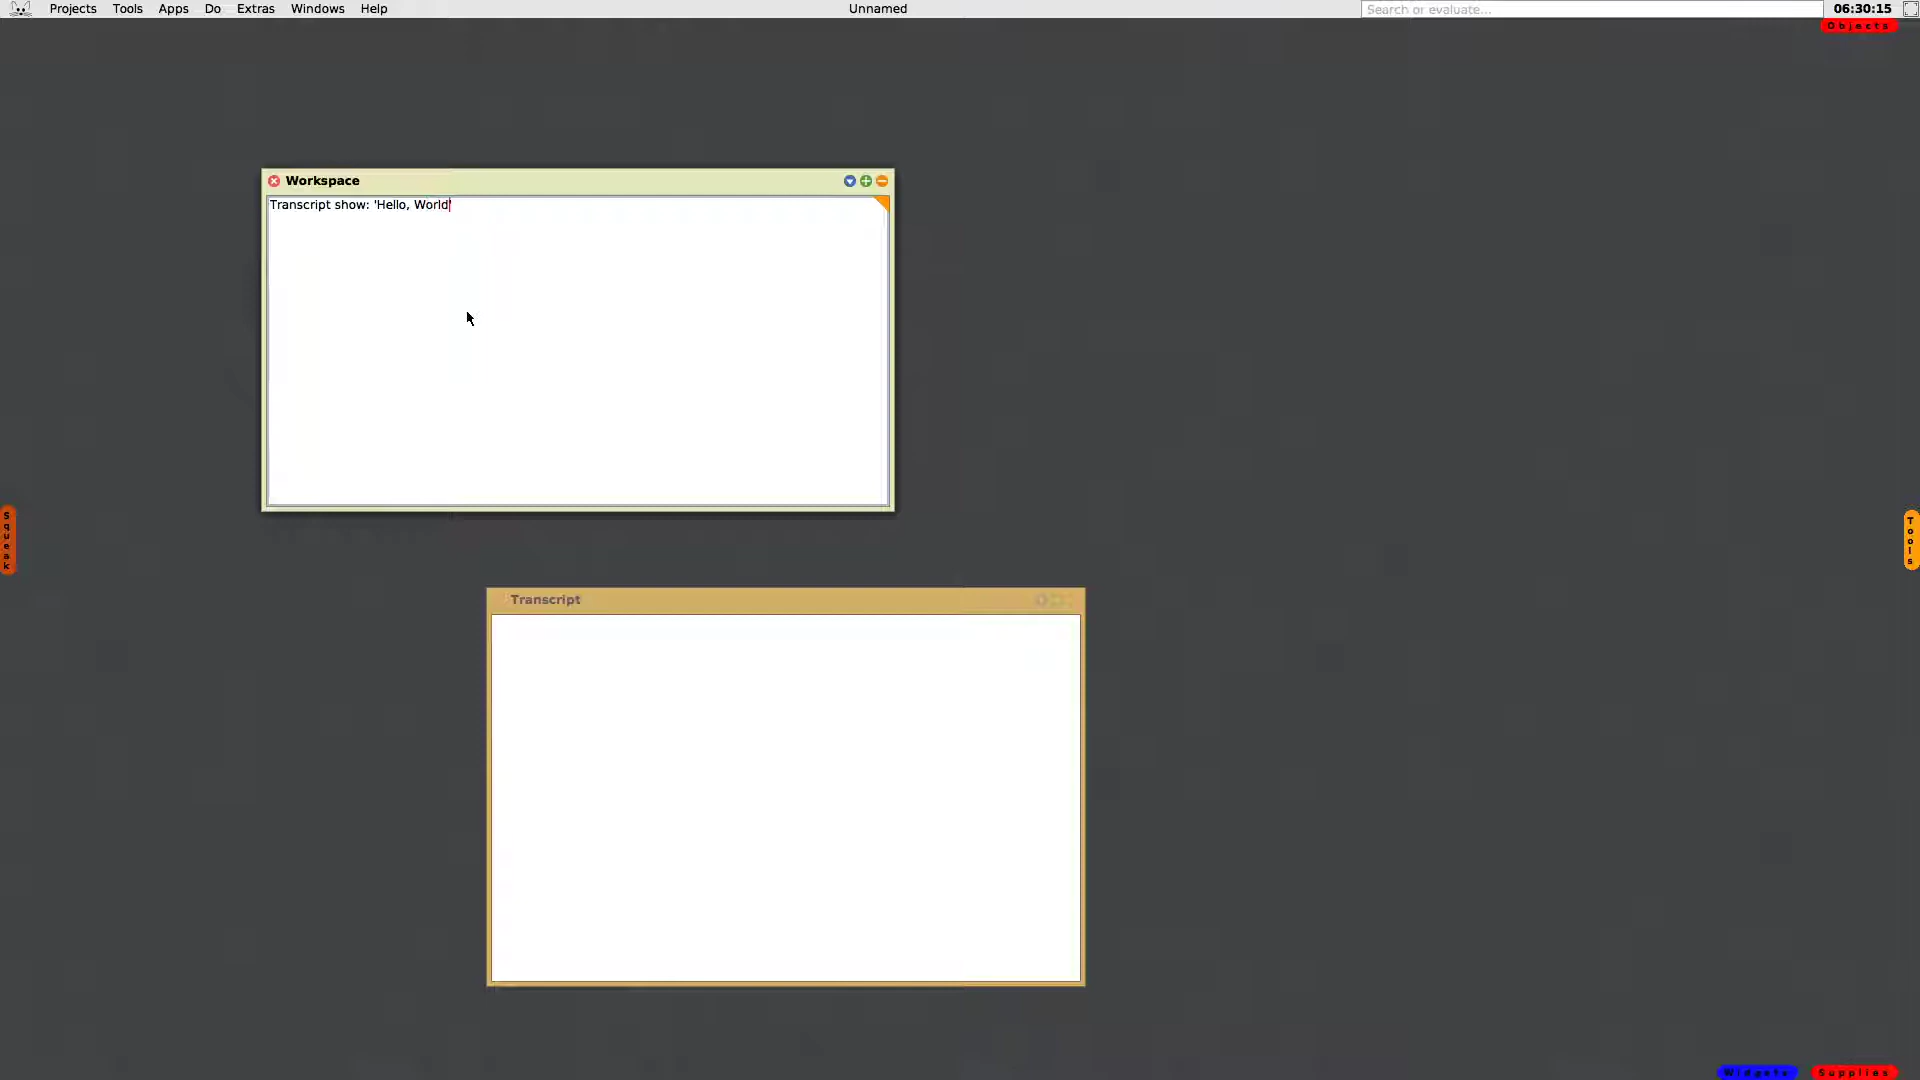 Projects Tools Apps Do Extras Windows Help Unnamed Search or evaluate... 06:30:15
Objects
Workspace
Transcript show: 'Hello, World'
Squeak
Tools
Transcript
Widgets Supplies